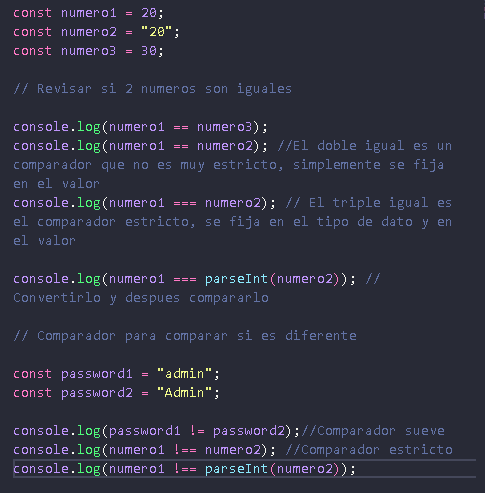 const numero1 = 20;
const numero2 = "20";
const numero3 = 30;
// Revisar si 2 numeros son iguales
console.log(numero1 == numero3);
console.log(numero1 == numero2); //El doble igual es un
comparador que no es muy estricto, simplemente se fija
en el valor
console.log(numero1 === numero2); // El triple igual es
el comparador estricto, se fija en el tipo de dato y en
el valor
console.log(numero1 === parseInt(numero2)); //
Convertirlo y despues compararlo
// Comparador para comparar si es diferente
const password1 = "admin";
const password2 = "Admin";
console.log(password1 != password2);//Comparador sueve
console.log(numero1 !== numero2); //Comparador estricto
console.log(numero1 !== parseInt(numero2));